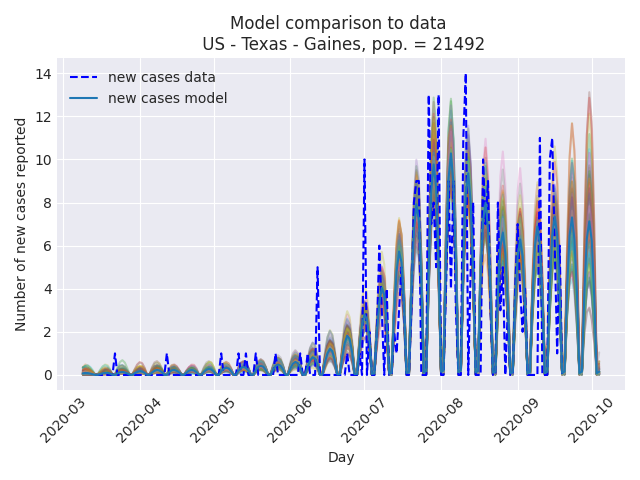 Model comparison to data
US - Texas - Gaines, pop. = 21492
new cases data
new cases model
Number of new cases reported
14
12
10
8
6
4
2
0
2020-03
2020-04
2020-05
2020-06
2020-07
2020-08
2020-09
2020-10
Day